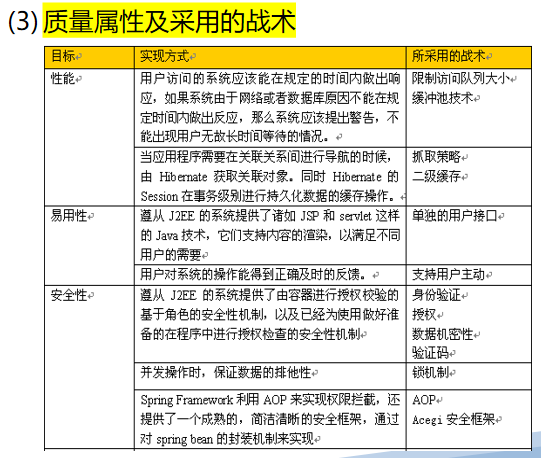 (3) 质量属性及采用的战术
目标 实现方式 所采用的战术
性能 用户访问的系统应该能在规定的时间内做出响 限制访问队列大小
应，如果系统由于网络或者数据库原因不能在规 缓冲池技术
定时间内做出反应，那么系统应该提出警告，不
能出现用户无故长时间等待的情况。
当应用程序需要在关联关系间进行导航的时候， 抓取策略
由 Hibernate 获取关联对象。同时 Hibernate 的 二级缓存
Session 在事务级别进行持久化数据的缓存操作。
易用性 遵从 J2EE 的系统提供了诸如 JSP 和 servlet 这样 单独的用户接口
的 Java 技术，它们支持内容的渲染，以满足不同
用户的需要
用户对系统的操作能得到正确及时的反馈。 支持用户主动
安全性 遵从 J2EE 的系统提供了由容器进行授权校验的 身份验证
基于角色的安全性机制，以及已经为使用做好准 授权
备的在程序中进行授权检查的安全性机制 数据机密性
验证码
并发操作时，保证数据的排他性 锁机制
Spring Framework 利用 AOP 来实现权限拦截，还 AOP
提供了一个成熟的，简洁清晰的安全框架，通过 Acegi 安全框架
对 spring bean 的封装机制来实现